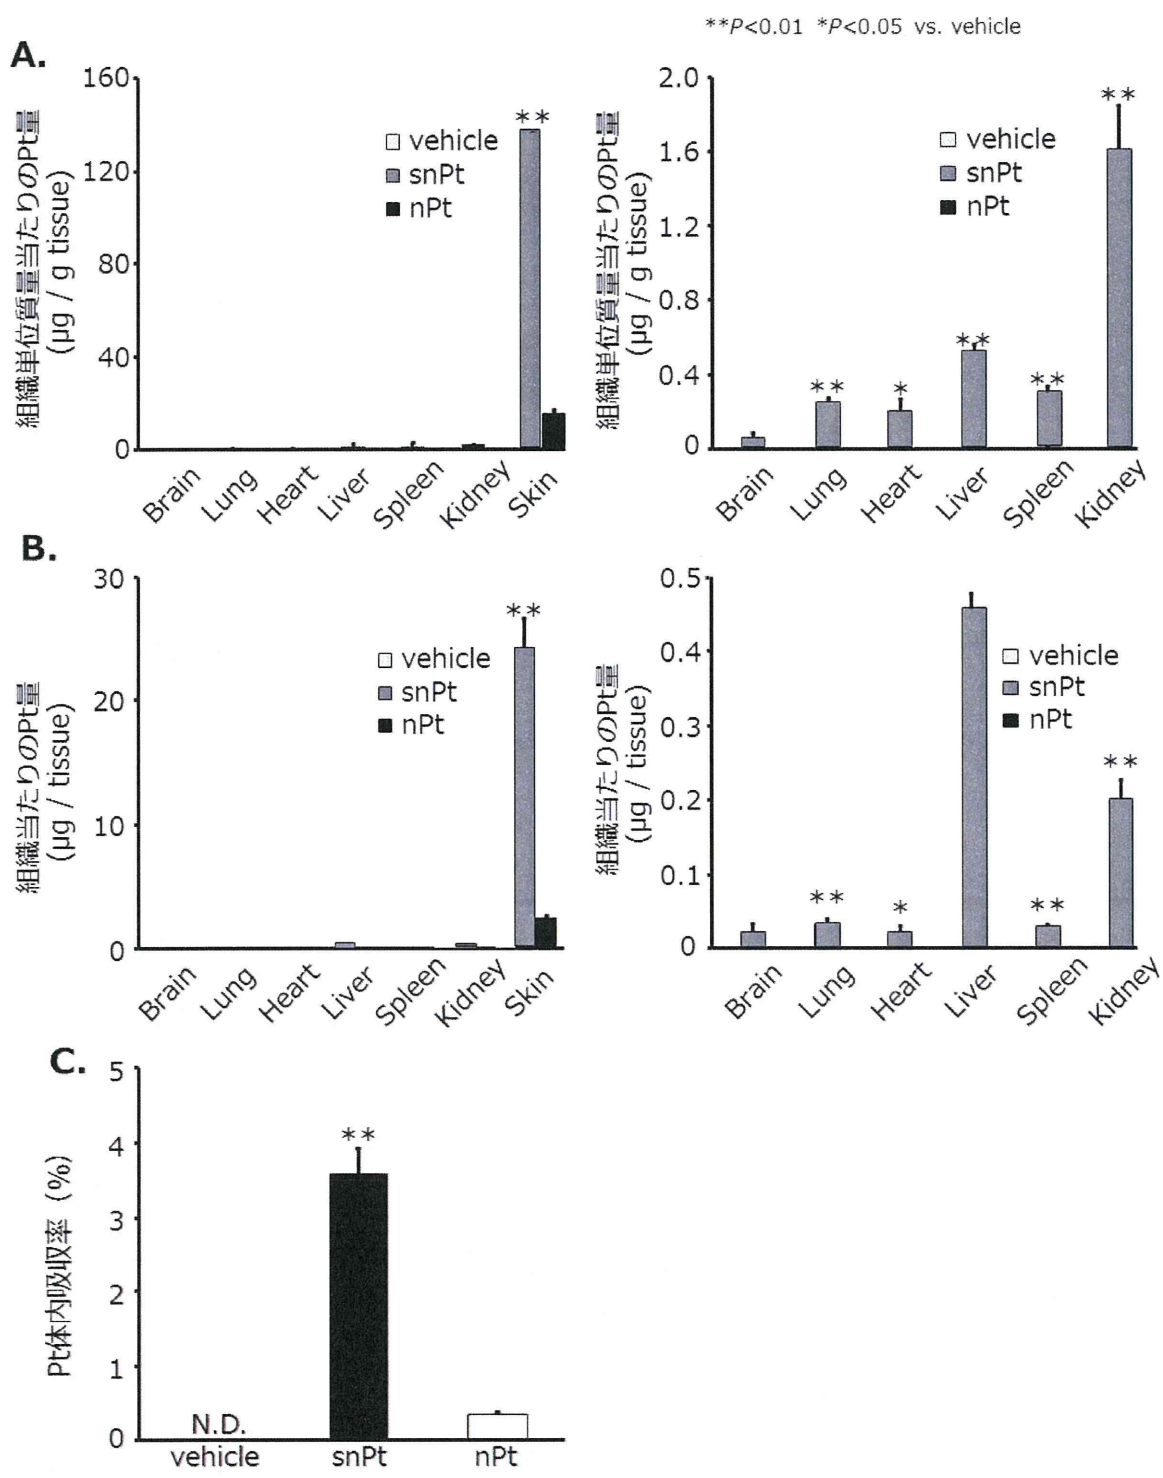 **P<0.01 *P<0.05 vs. vehicle
A.
組織単位質量当たりのPt量
(µg / g tissue)
160
120
80
40
0
**
vehicle
snPt
nPt
Brain
Lung
Heart
Liver
Spleen
Kidney
Skin
組織単位質量当たりのPt量
(µg / g tissue)
2.0
1.6
1.2
0.8
0.4
0
vehicle
snPt
nPt
**
*
**
**
**
Brain
Lung
Heart
Liver
Spleen
Kidney
B.
組織当たりのPt量
(µg / tissue)
30
20
10
0
**
vehicle
snPt
nPt
Brain
Lung
Heart
Liver
Spleen
Kidney
Skin
組織当たりのPt量
(µg / tissue)
0.5
0.4
0.3
0.2
0.1
0
vehicle
snPt
nPt
**
*
**
**
Brain
Lung
Heart
Liver
Spleen
Kidney
C.
Pt体内吸収率 (%)
5
4
3
2
1
0
N.D.
**
vehicle
snPt
nPt